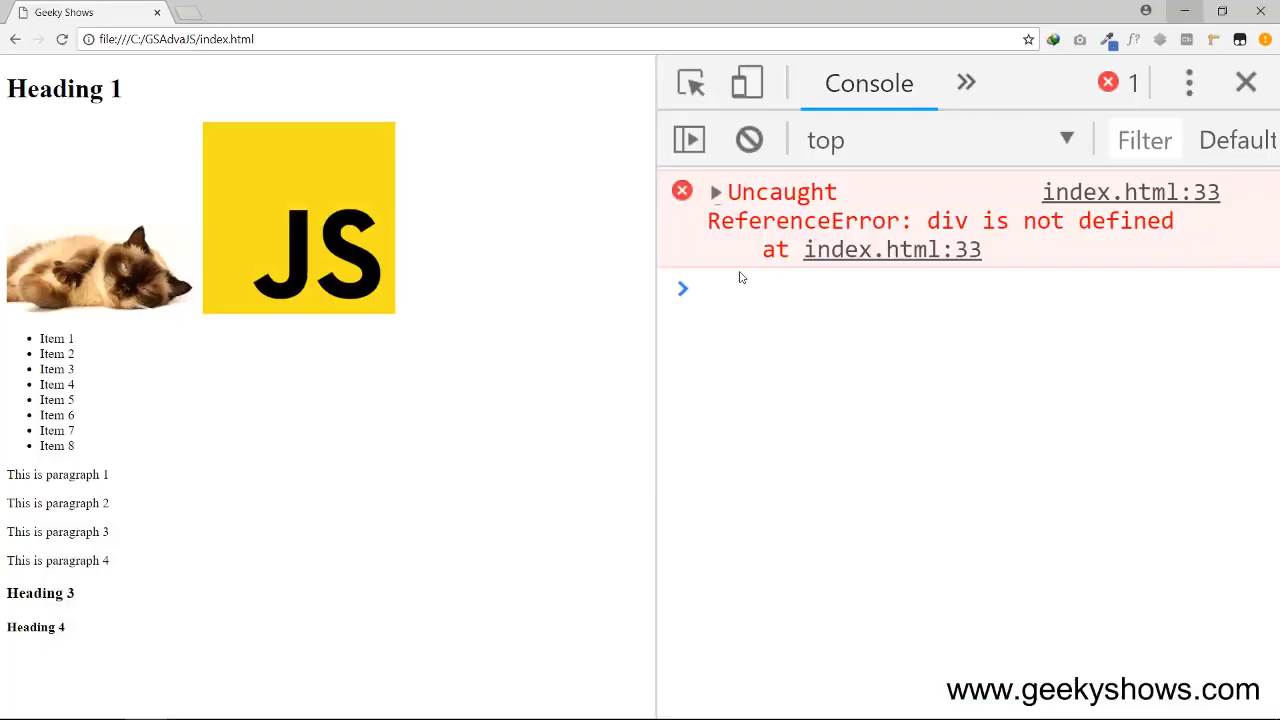 Geeky Shows
file:///C:/GSAdvaJS/index.html
Heading 1
JS
Item 1
Item 2
Item 3
Item 4
Item 5
Item 6
Item 7
Item 8
This is paragraph 1
This is paragraph 2
This is paragraph 3
This is paragraph 4
Heading 3
Heading 4
Console
1
top
Filter
Default
Uncaught index.html:33
ReferenceError: div is not defined
at index.html:33
www.geekyshows.com